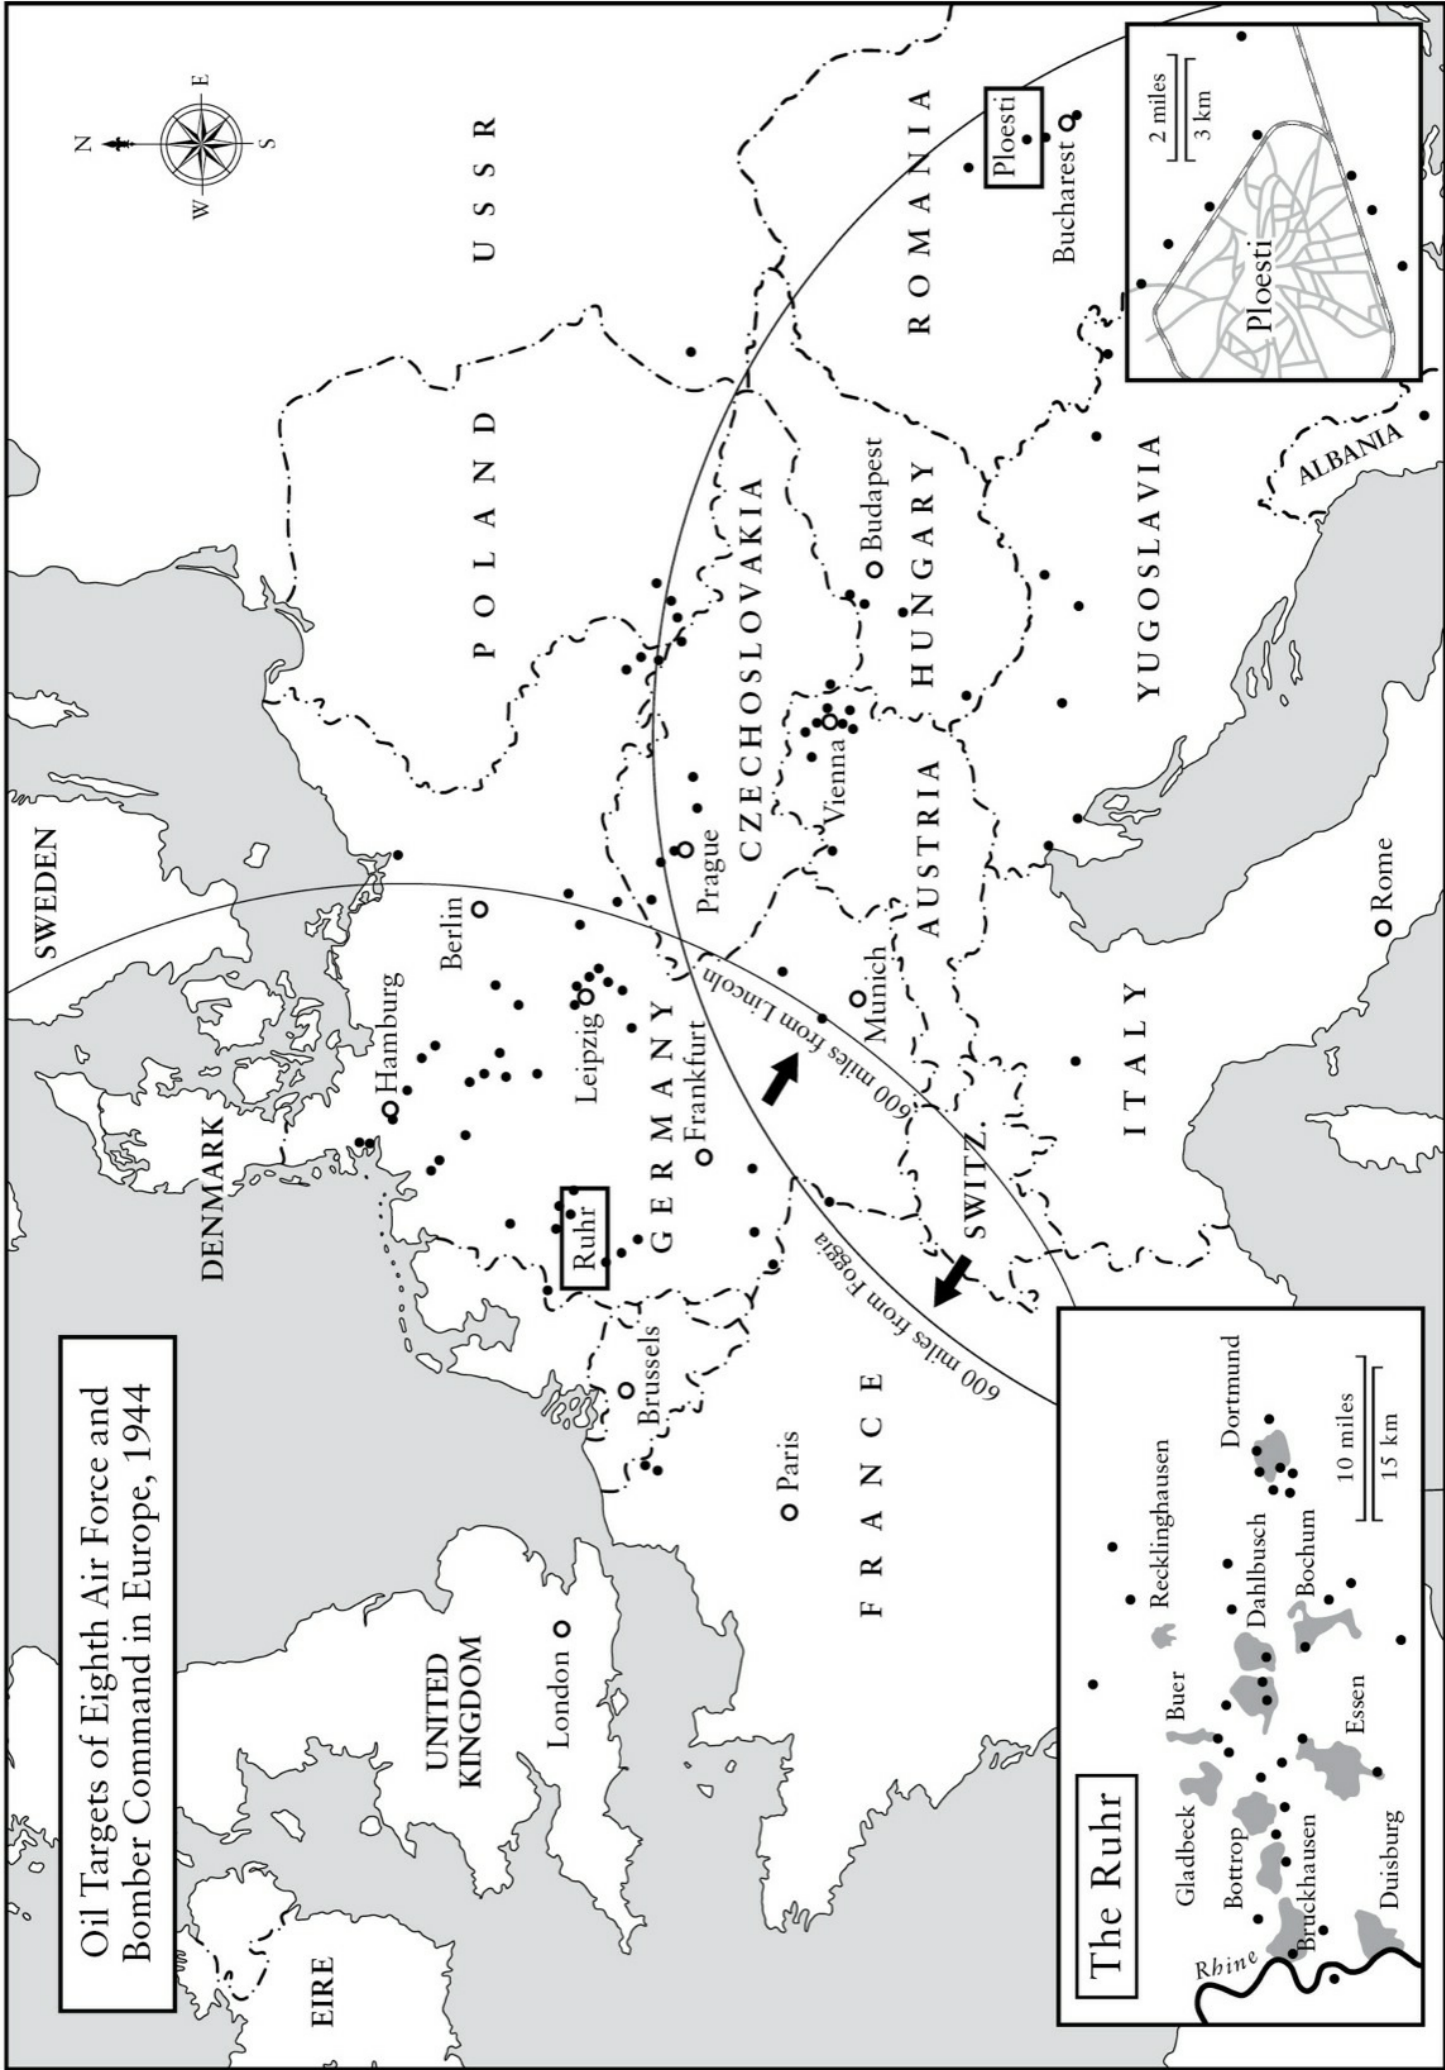 Oil Targets of Eighth Air Force and
Bomber Command in Europe, 1944
N
W
E
S
SWEDEN
DENMARK
EIRE
UNITED
KINGDOM
London
Hamburg
Berlin
POLAND
USSR
Ruhr
Leipzig
GERMANY
Frankfurt
Brussels
Prague
Paris
CZECHOSLOVAKIA
600 miles from Lincoln
600 miles from Foggia
Munich
Vienna
Budapest
FRANCE
AUSTRIA
HUNGARY
ROMANIA
SWITZ.
Ploesti
Bucharest
ITALY
YUGOSLAVIA
ALBANIA
Rome
The Ruhr
Rhine
Gladbeck
Buer
Recklinghausen
Bottrop
Dahlbusch
Dortmund
Bruckhausen
Bochum
Essen
Duisburg
10 miles
15 km
2 miles
3 km
Ploesti